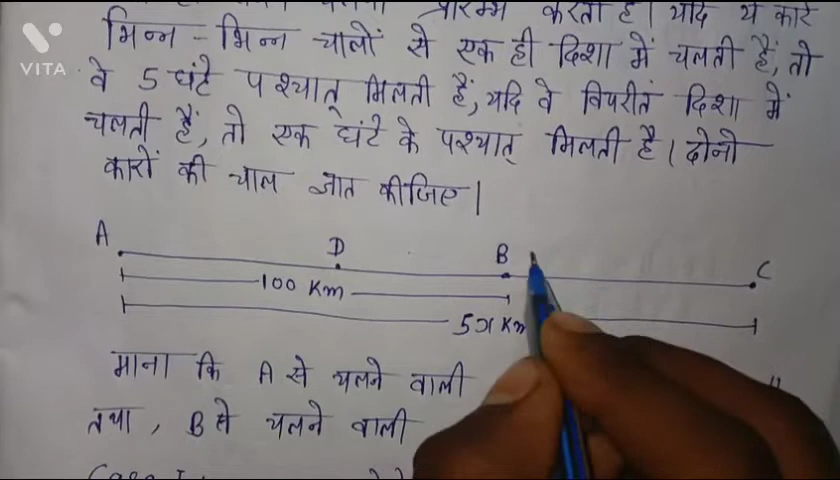 प्रारम्भ करती है। यदि ये कारें
भिन्न - भिन्न चालों से एक ही दिशा में चलती हैं, तो
वे 5 घंटे पश्चात् मिलती हैं, यदि वे विपरीत दिशा में
चलती हैं, तो एक घंटे के पश्चात् मिलती है। दोनो
कारों की चाल ज्ञात कीजिए।
VITA
A D B C
100 Km
5x Km
माना कि A से चलने वाली
तथा, B से चलने वाली